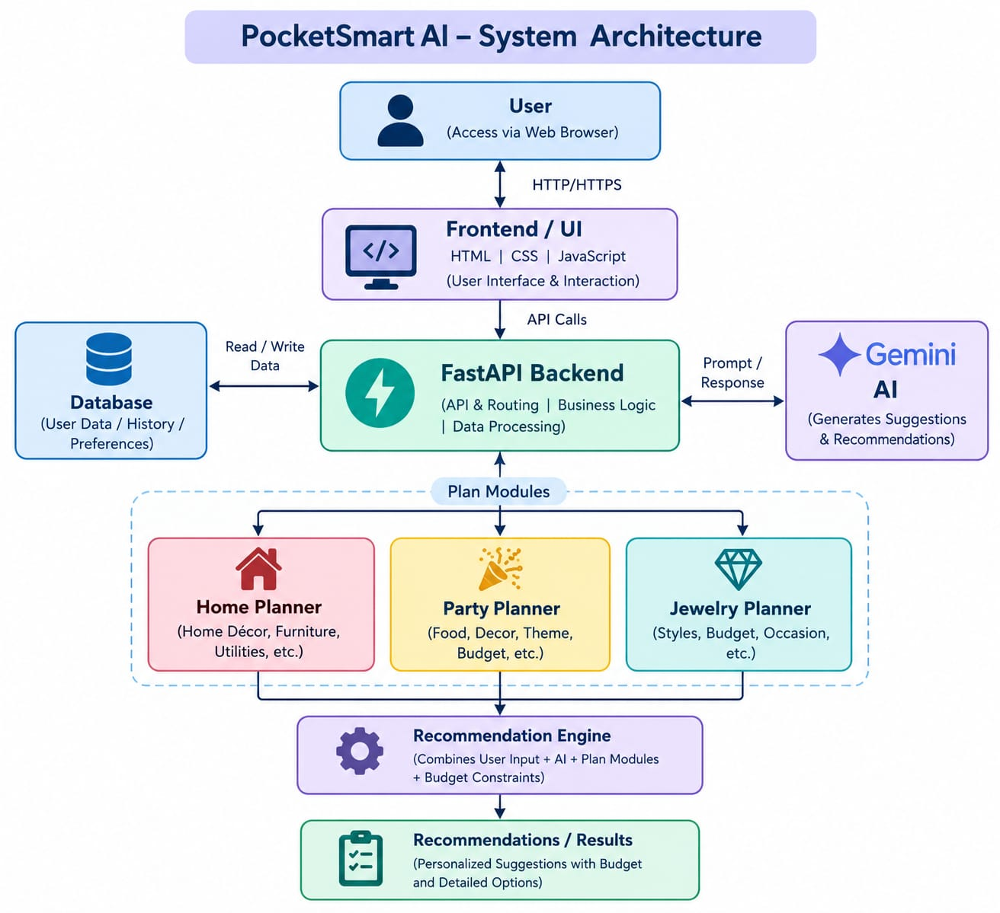 PocketSmart AI – System Architecture
User
(Access via Web Browser)
HTTP/HTTPS
Frontend / UI
</>
HTML | CSS | JavaScript
(User Interface & Interaction)
API Calls
Database
(User Data / History /
Preferences)
Read / Write
Data
FastAPI Backend
(API & Routing | Business Logic
| Data Processing)
Prompt /
Response
Gemini
AI
(Generates Suggestions
& Recommendations)
Plan Modules
Home Planner
(Home Décor, Furniture,
Utilities, etc.)
Party Planner
(Food, Decor, Theme,
Budget, etc.)
Jewelry Planner
(Styles, Budget, Occasion,
etc.)
Recommendation Engine
(Combines User Input + AI + Plan Modules
+ Budget Constraints)
Recommendations / Results
(Personalized Suggestions with Budget
and Detailed Options)